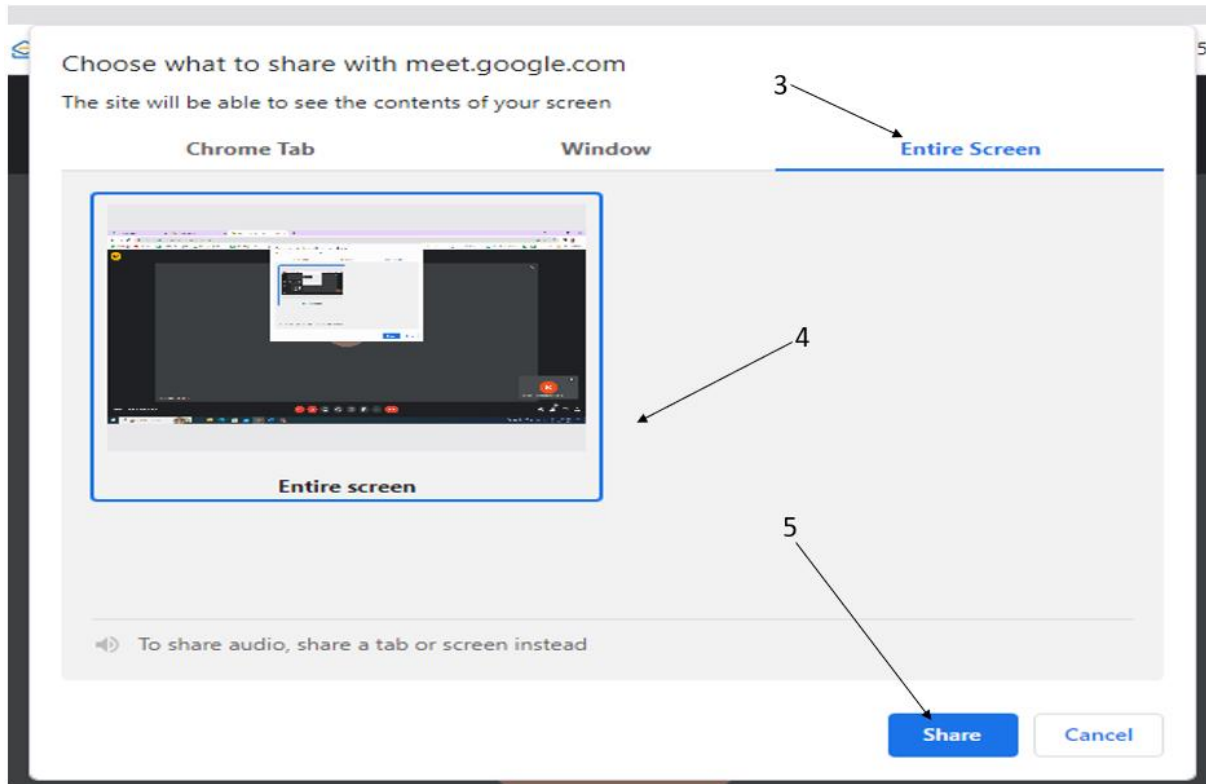 5
Choose what to share with meet.google.com
The site will be able to see the contents of your screen
3
Chrome Tab Window Entire Screen
4
K
Entire screen
5
To share audio, share a tab or screen instead
Share Cancel